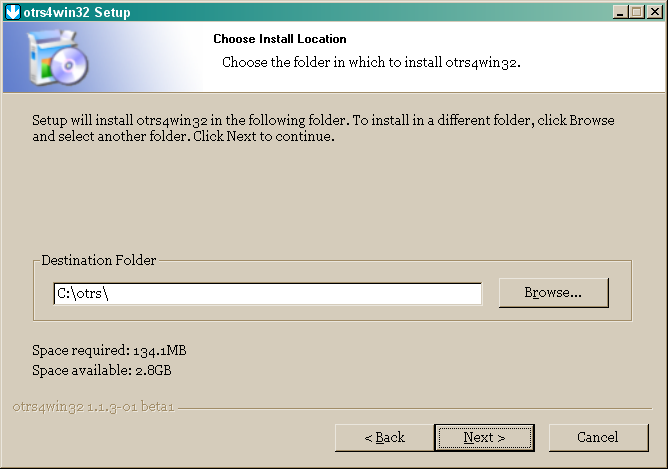 otrs4win32 Setup
Choose Install Location
Choose the folder in which to install otrs4win32.
Setup will install otrs4win32 in the following folder. To install in a different folder, click Browse
and select another folder. Click Next to continue.
Destination Folder
C:\otrs\
Browse...
Space required: 134.1MB
Space available: 2.8GB
otrs4win32 1.1.3-01 beta1
< Back
Next >
Cancel